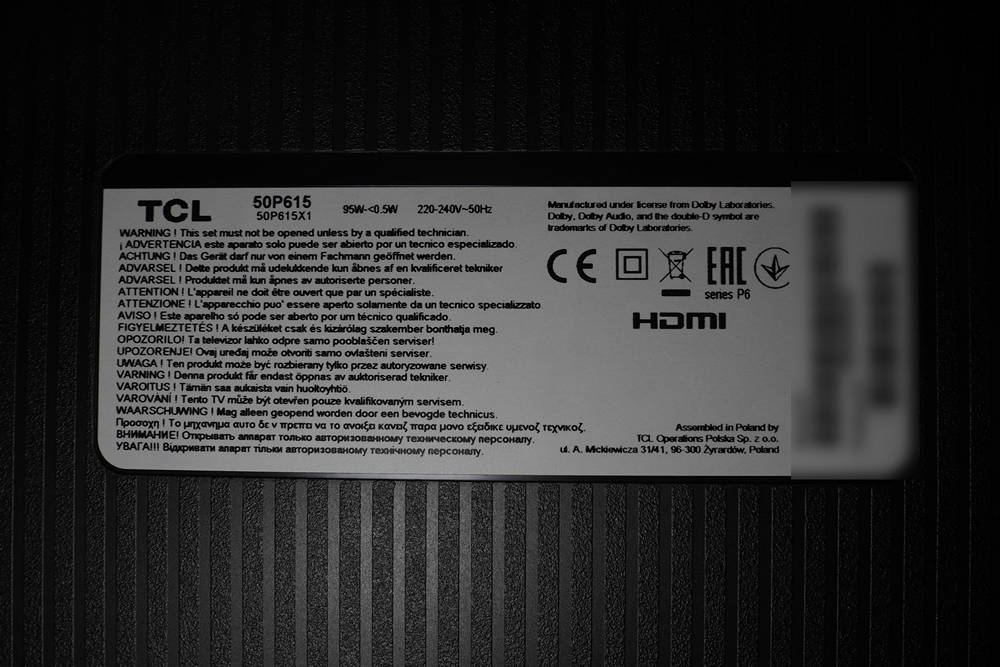 TCL
50P615
50P615X1
95W-<0.5W
220-240V~50Hz
WARNING ! This set must not be opened unless by a qualified technician.
¡ ADVERTENCIA este aparato solo puede ser abierto por un tecnico especializado.
ACHTUNG ! Das Gerät darf nur von einem Fachmann geöffnet werden.
ADVARSEL ! Dette produkt må udelukkende kun åbnes af en kvalificeret tekniker
ADVARSEL ! Produktet må kun åpnes av autoriserte personer.
ATTENTION ! L'appareil ne doit être ouvert que par un spécialiste.
ATTENZIONE ! L'apparecchio puo' essere aperto solamente da un tecnico specializzato
AVISO ! Este aparelho só pode ser aberto por um técnico qualificado.
FIGYELMEZTETÉS ! A készüléket csak és kizárólag szakember bonthatja meg.
OPOZORILO! Ta televizor lahko odpre samo pooblaščen serviser!
UPOZORENJE! Ovaj uređaj može otvoriti samo ovlašteni serviser.
UWAGA ! Ten produkt może być rozbierany tylko przez autoryzowane serwisy.
VARNING ! Denna produkt får endast öppnas av auktoriserad tekniker.
VAROITUS ! Tämän saa aukaista vain huoltoyhtiö.
VAROVÁNÍ ! Tento TV může být otevřen pouze kvalifikovaným servisem.
WAARSCHUWING ! Mag alleen geopend worden door een bevogde technicus.
Προσοχη ! Το μηχανημα αυτο δε ν πρεπει να το ανοιξει καναζ παρα μονο εξειδικε υμενοζ τεχνικοζ.
ВНИМАНИЕ! Открывать аппарат только авторизованному техническому персоналу.
УВАГА!!! Відкривати апарат тільки авторизованому технічному персоналу.
Manufactured under license from Dolby Laboratories.
Dolby, Dolby Audio, and the double-D symbol are
trademarks of Dolby Laboratories.
CE
EAC
series P6
HDMI
Assembled in Poland by
TCL Operations Polska Sp. z o.o.
ul. A. Mickiewicza 31/41, 96-300 Żyrardów, Poland